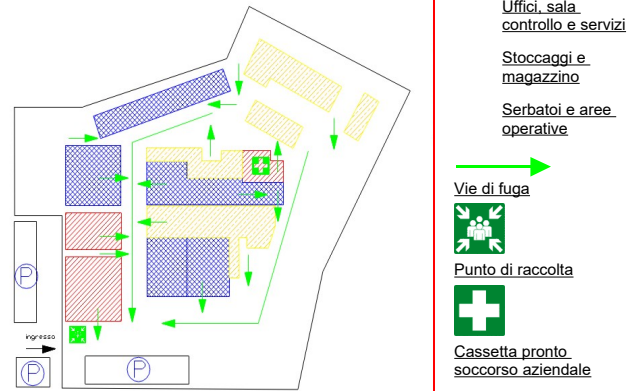 Uffici, sala
controllo e servizi
Stoccaggi e
magazzino
Serbatoi e aree
operative
Vie di fuga
Punto di raccolta
Cassetta pronto
soccorso aziendale
P
ingresso
P
P